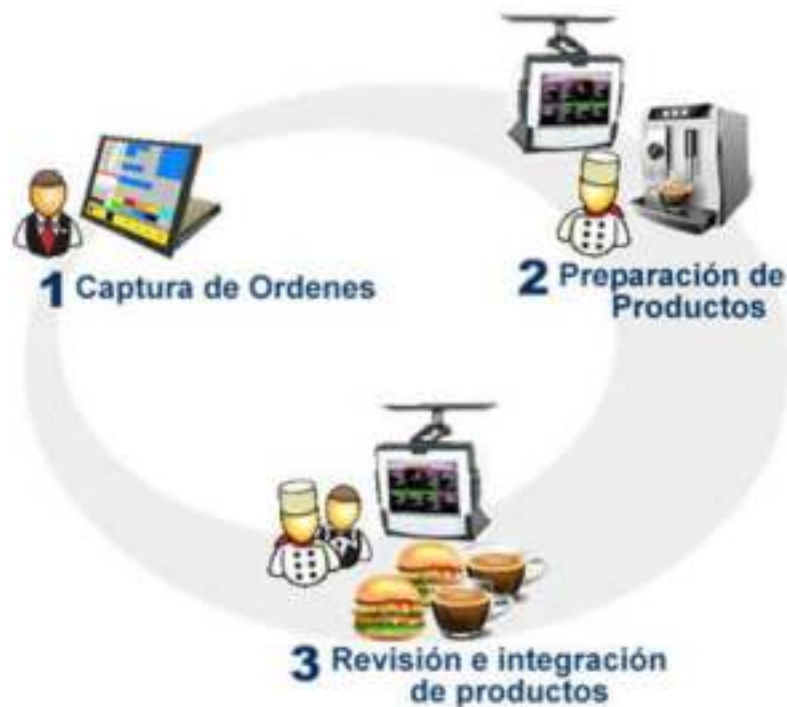 1 Captura de Ordenes
2 Preparación de
Productos
3 Revisión e integración
de productos